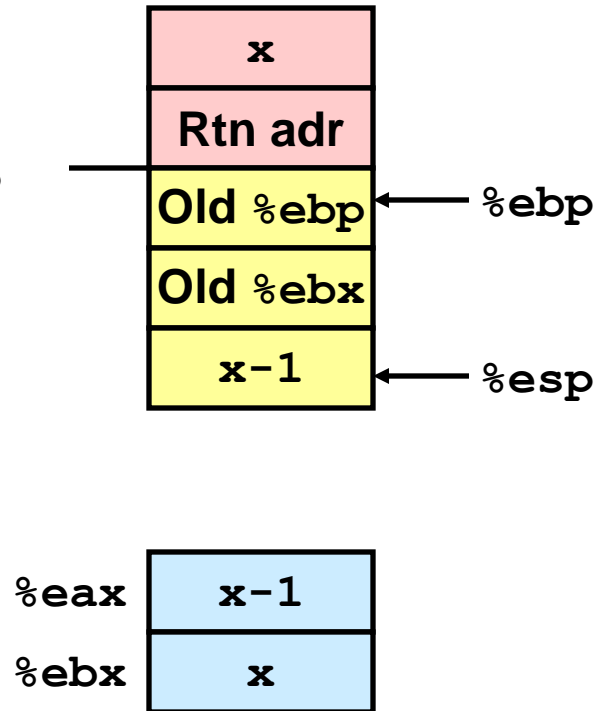 x
Rtn adr
Old %ebp
%ebp
Old %ebx
x-1
%esp
%eax x-1
%ebx x